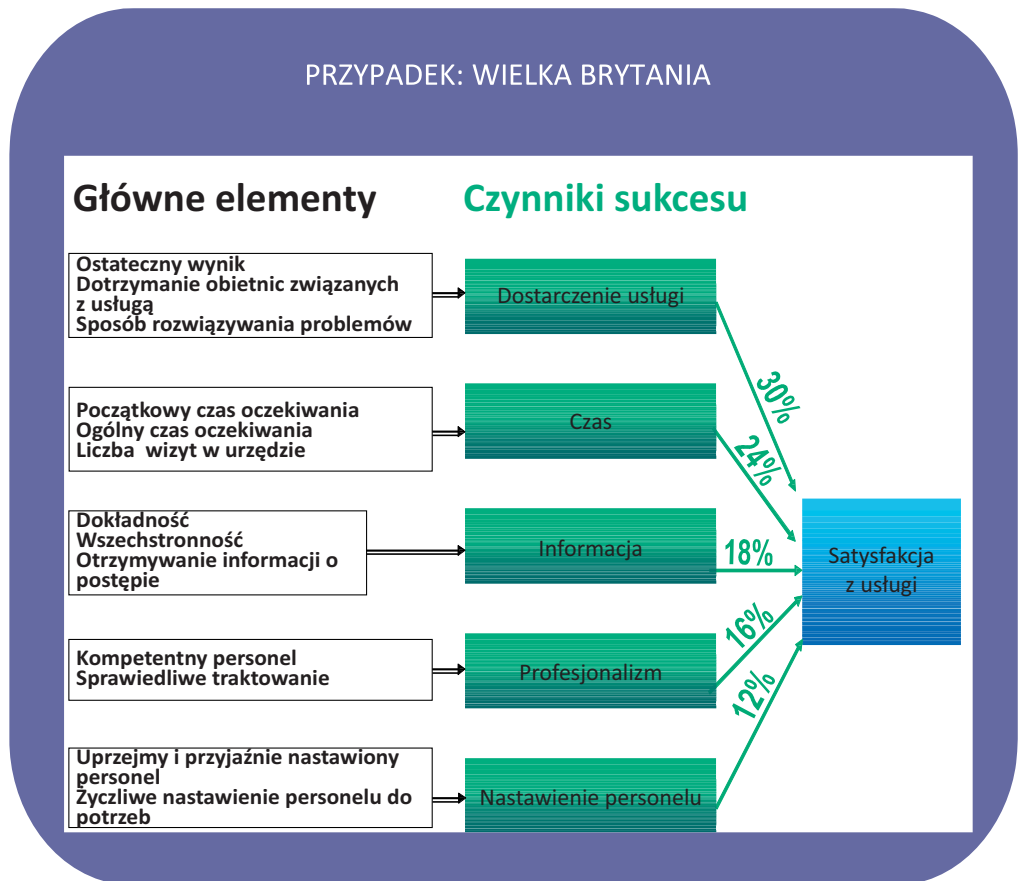 PRZYPADEK: WIELKA BRYTANIA
Główne elementy
Czynniki sukcesu
Ostateczny wynik
Dotrzymanie obietnic związanych
z usługą
Sposób rozwiązywania problemów
Dostarczenie usługi
30%
Początkowy czas oczekiwania
Ogólny czas oczekiwania
Liczba wizyt w urzędzie
Czas
24%
Dokładność
Wszechstronność
Otrzymywanie informacji o
postępie
Informacja
18%
Satysfakcja
z usługi
Kompetentny personel
Sprawiedliwe traktowanie
Profesjonalizm
16%
Uprzejmy i przyjaźnie nastawiony
personel
Życzliwe nastawienie personelu do
potrzeb
Nastawienie personelu
12%